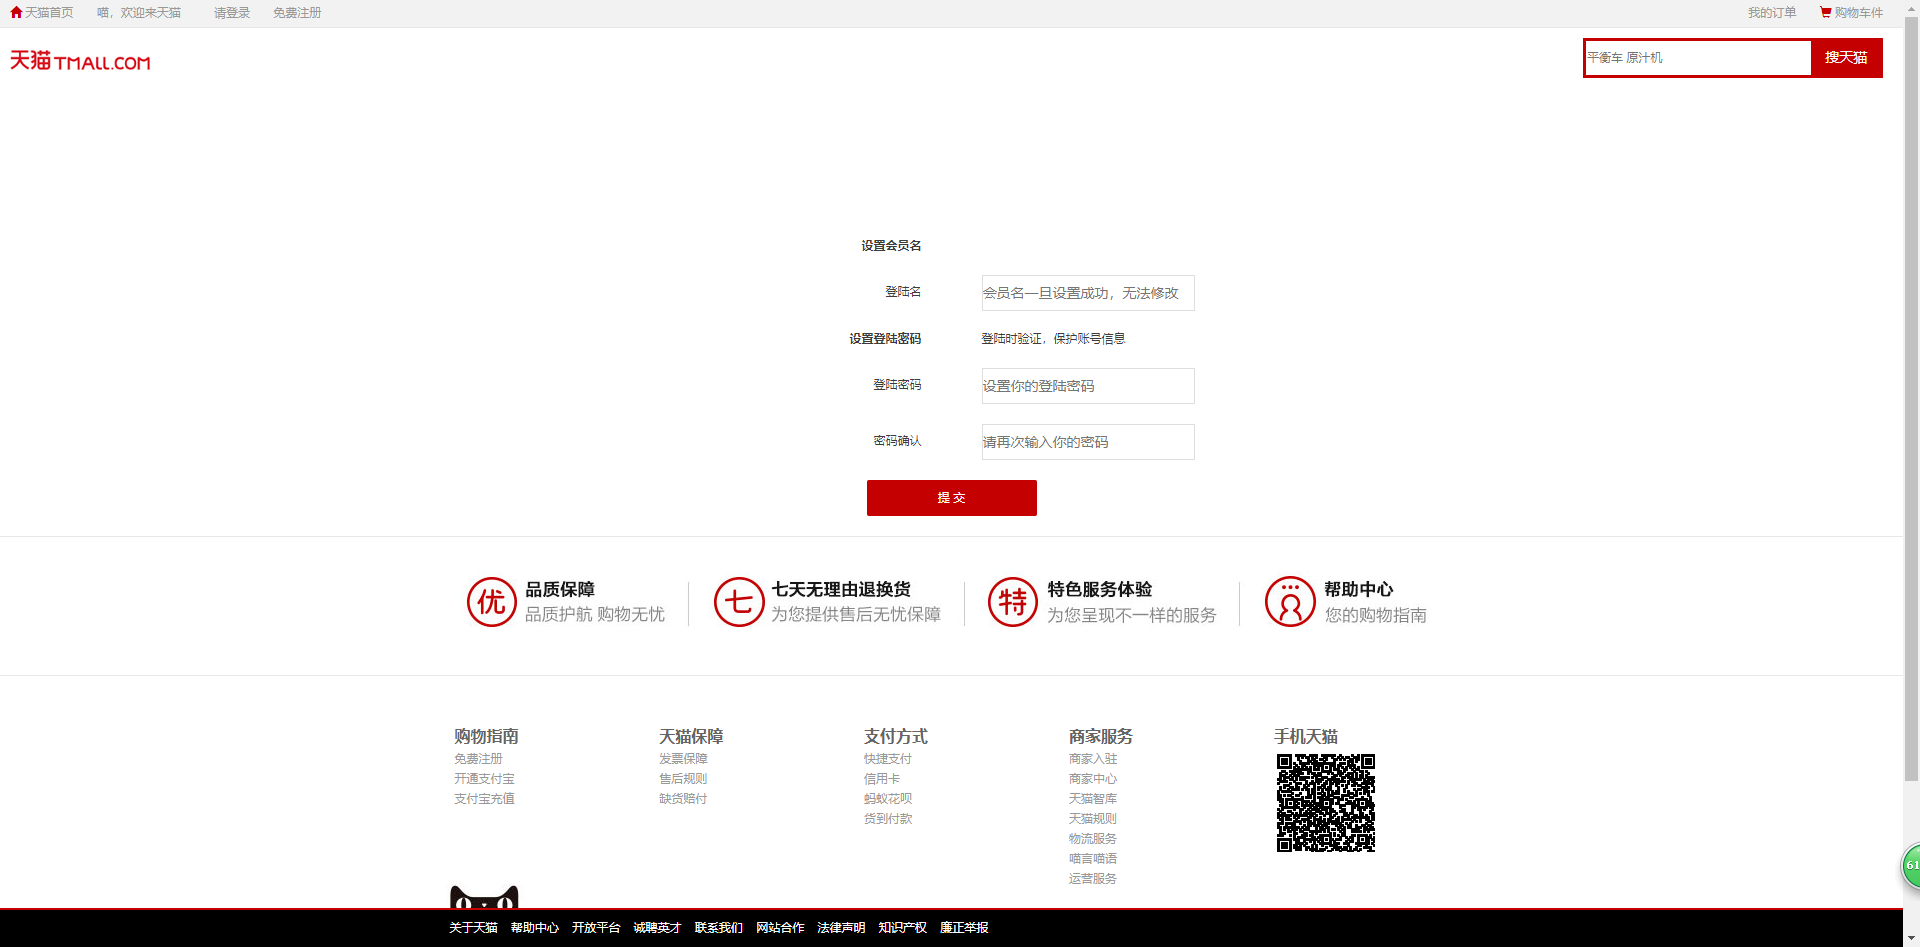 天猫首页 喵，欢迎来天猫 请登录 免费注册 我的订单 购物车件
天猫 TMALL.COM 平衡车 原汁机 搜天猫
设置会员名
登陆名 会员名一旦设置成功，无法修改
设置登陆密码 登陆时验证，保护账号信息
登陆密码 设置你的登陆密码
密码确认 请再次输入你的密码
提 交
优 品质保障 七 七天无理由退换货 特 特色服务体验 帮助中心
品质护航 购物无忧 为您提供售后无忧保障 为您呈现不一样的服务 您的购物指南
购物指南 天猫保障 支付方式 商家服务 手机天猫
免费注册 发票保障 快捷支付 商家入驻
开通支付宝 售后规则 信用卡 商家中心
支付宝充值 缺货赔付 蚂蚁花呗 天猫智库
货到付款 天猫规则
物流服务
喵言喵语
运营服务
61
关于天猫 帮助中心 开放平台 诚聘英才 联系我们 网站合作 法律声明 知识产权 廉正举报